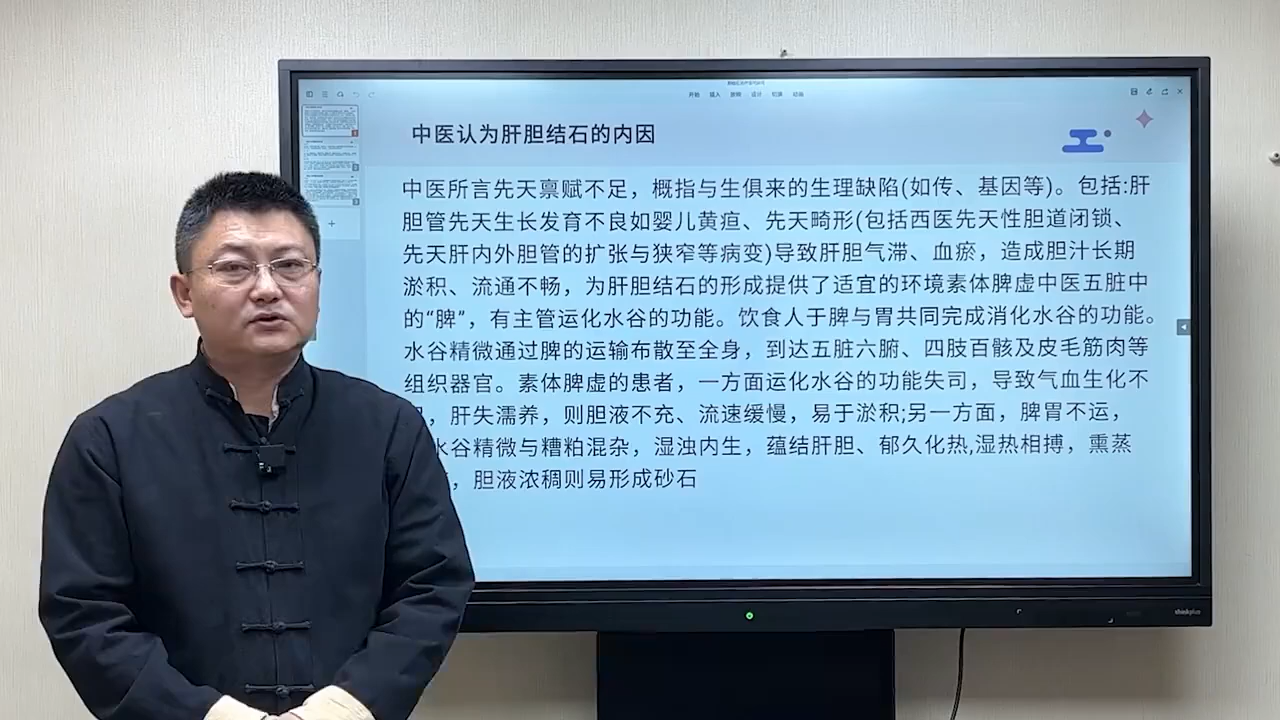 开始 插入 设计 切换 动画
中医认为肝胆结石的内因
中医所言先天禀赋不足，概指与生俱来的生理缺陷(如传、基因等)。包括:肝
胆管先天生长发育不良如婴儿黄疸、先天畸形(包括西医先天性胆道闭锁、
先天肝内外胆管的扩张与狭窄等病变)导致肝胆气滞、血瘀，造成胆汁长期
淤积、流通不畅，为肝胆结石的形成提供了适宜的环境素体脾虚中医五脏中
的“脾”，有主管运化水谷的功能。饮食人于脾与胃共同完成消化水谷的功能。
水谷精微通过脾的运输布散至全身，到达五脏六腑、四肢百骸及皮毛筋肉等
组织器官。素体脾虚的患者，一方面运化水谷的功能失司，导致气血生化不
，肝失濡养，则胆液不充、流速缓慢，易于淤积;另一方面，脾胃不运，
水谷精微与糟粕混杂，湿浊内生，蕴结肝胆、郁久化热,湿热相搏，熏蒸
，胆液浓稠则易形成砂石
thinkplus